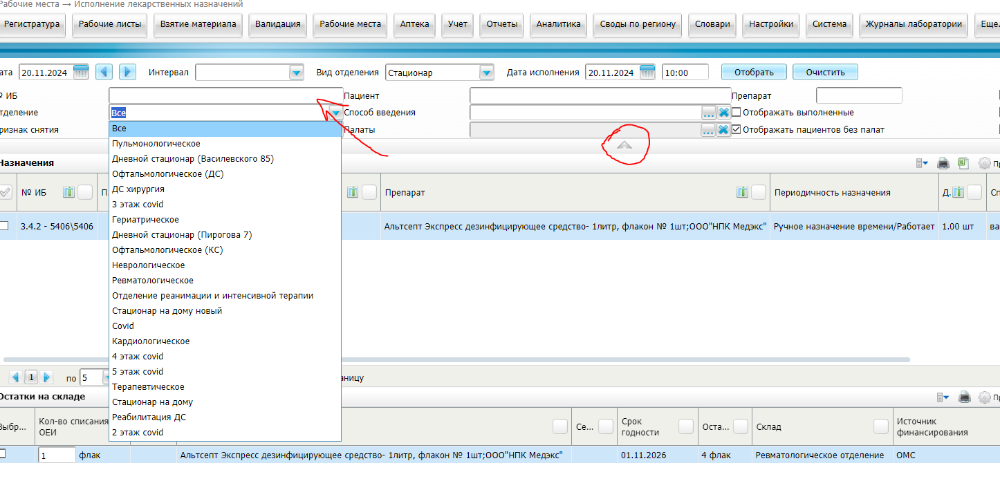 Рабочие места → Исполнение лекарственных назначений
Регистратура Рабочие листы Взятие материала Валидация Рабочие места Аптека Учет Отчеты Аналитика Своды по региону Словари Настройки Система Журналы лаборатории Еще.
ата 20.11.2024 Интервал Вид отделения Стационар Дата исполнения 20.11.2024 10:00 Отобрать Очистить
№ ИБ Пациент Препарат
тделение Все Способ введения ... Отображать выполненные
ризнак снятия Палаты ... Отображать пациентов без палат
Все
Пульмонологическое
Дневной стационар (Василевского 85)
Офтальмологическое (ДС)
ДС хирургия
3 этаж covid
Гериатрическое
Дневной стационар (Пирогова 7)
Офтальмологическое (КС)
Неврологическое
Ревматологическое
Отделение реанимации и интенсивной терапии
Стационар на дому новый
Covid
Кардиологическое
4 этаж covid
5 этаж covid
Терапевтическое
Стационар на дому
Реабилитация ДС
2 этаж covid
Назначения Пр
№ ИБ П. Препарат Периодичность назначения Д. Сп
3.4.2 - 5406\5406 Альтсепт Экспресс дезинфицирующее средство- 1литр, флакон № 1шт;ООО"НПК Медэкс" Ручное назначение времени/Работает 1.00 шт ва
1 по 5 аницу
Остатки на складе Пр
Выбр... Кол-во списания ОЕИ Се... Срок годности Оста... Склад Источник финансирования
1 флак Альтсепт Экспресс дезинфицирующее средство- 1литр, флакон № 1шт;ООО"НПК Медэкс" 01.11.2026 4 флак Ревматологическое отделение ОМС